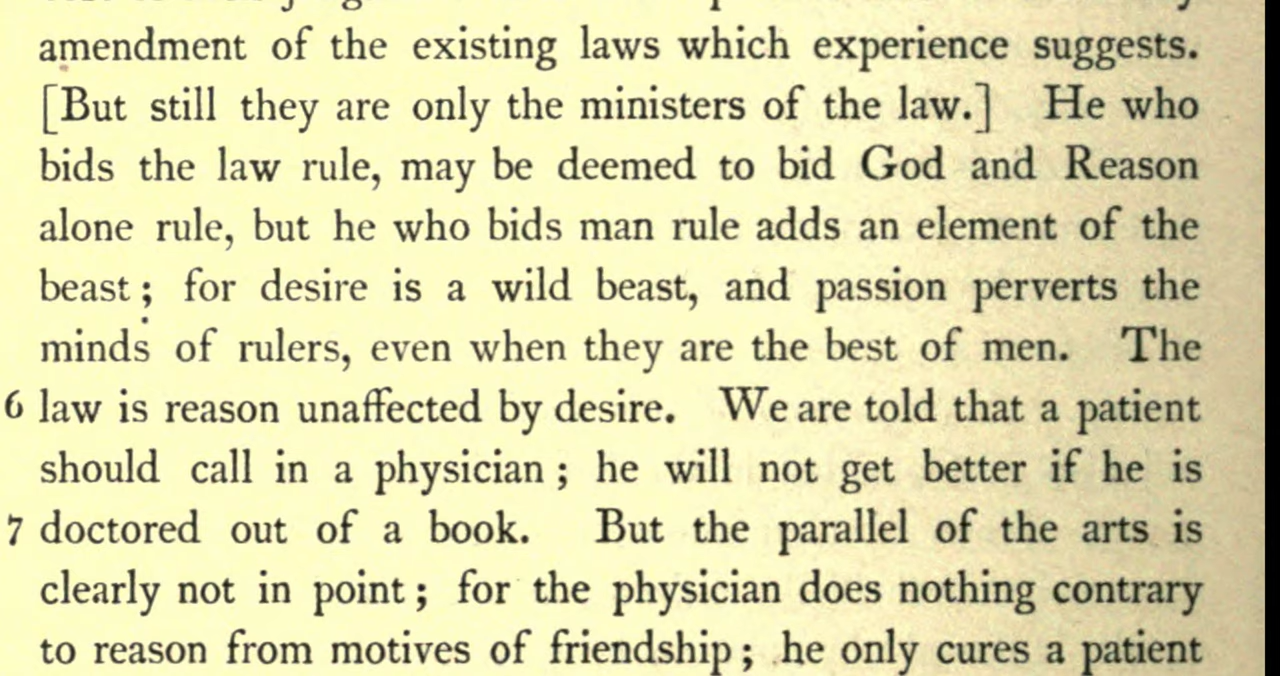 amendment of the existing laws which experience suggests.
[But still they are only the ministers of the law.] He who
bids the law rule, may be deemed to bid God and Reason
alone rule, but he who bids man rule adds an element of the
beast ; for desire is a wild beast, and passion perverts the
minds of rulers, even when they are the best of men. The
6 law is reason unaffected by desire. We are told that a patient
should call in a physician ; he will not get better if he is
7 doctored out of a book. But the parallel of the arts is
clearly not in point ; for the physician does nothing contrary
to reason from motives of friendship ; he only cures a patient